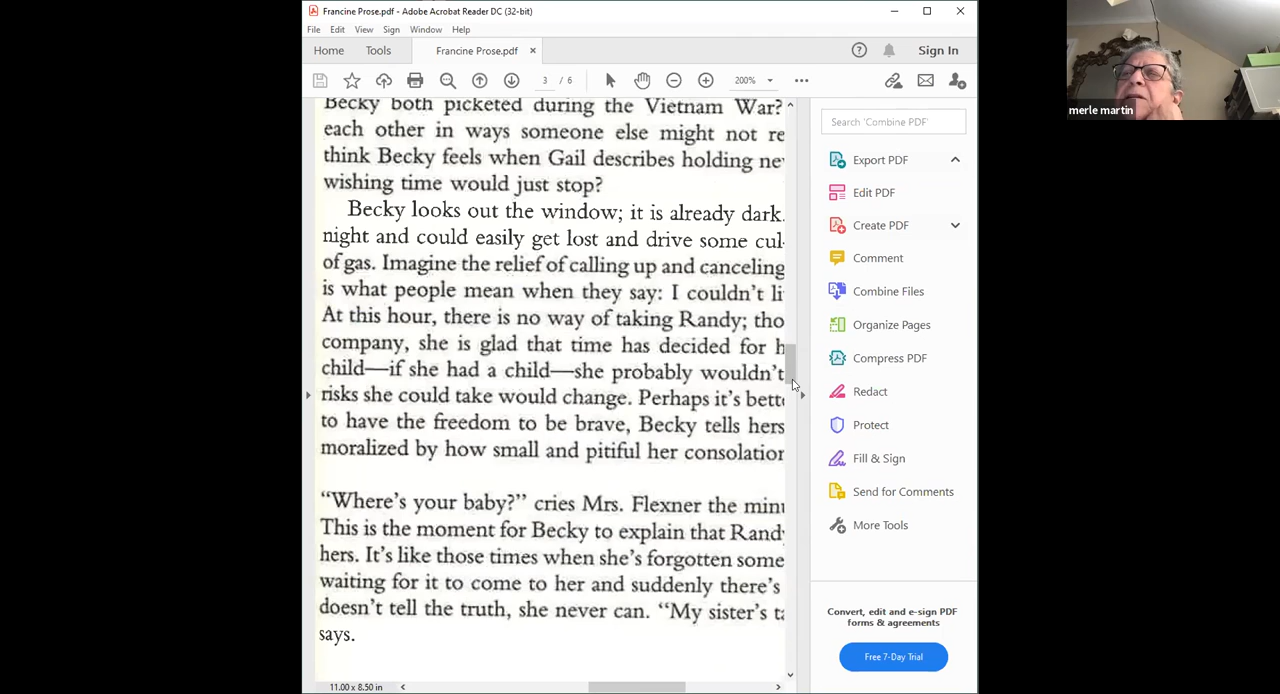 Francine Prose.pdf - Adobe Acrobat Reader DC (32-bit)
File Edit View Sign Window Help
Home Tools Francine Prose.pdf × Sign In
3 / 6 200%
Becky both picketed during the Vietnam War?
each other in ways someone else might not re
think Becky feels when Gail describes holding ne
wishing time would just stop?
Becky looks out the window; it is already dark.
night and could easily get lost and drive some cul
of gas. Imagine the relief of calling up and canceling
is what people mean when they say: I couldn't li
At this hour, there is no way of taking Randy; tho
company, she is glad that time has decided for h
child—if she had a child—she probably wouldn't
risks she could take would change. Perhaps it's bett
to have the freedom to be brave, Becky tells hers
moralized by how small and pitiful her consolation
"Where's your baby?" cries Mrs. Flexner the min
This is the moment for Becky to explain that Rand
hers. It's like those times when she's forgotten some
waiting for it to come to her and suddenly there's
doesn't tell the truth, she never can. "My sister's ta
says.
11.00 x 8.50 in
Search 'Combine PDF'
Export PDF
Edit PDF
Create PDF
Comment
Combine Files
Organize Pages
Compress PDF
Redact
Protect
Fill & Sign
Send for Comments
More Tools
Convert, edit and e-sign PDF
forms & agreements
Free 7-Day Trial
merle martin